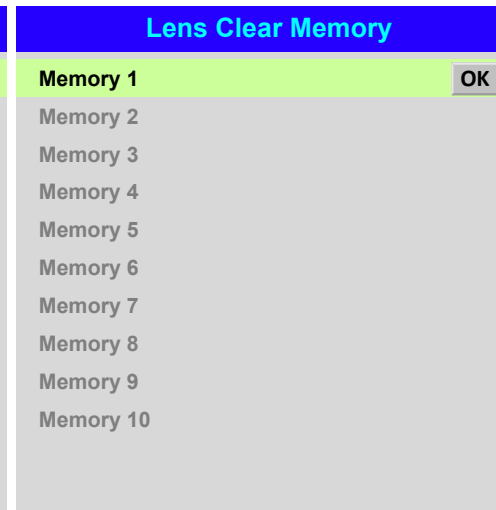 Lens Clear Memory
Memory 1 OK
Memory 2
Memory 3
Memory 4
Memory 5
Memory 6
Memory 7
Memory 8
Memory 9
Memory 10